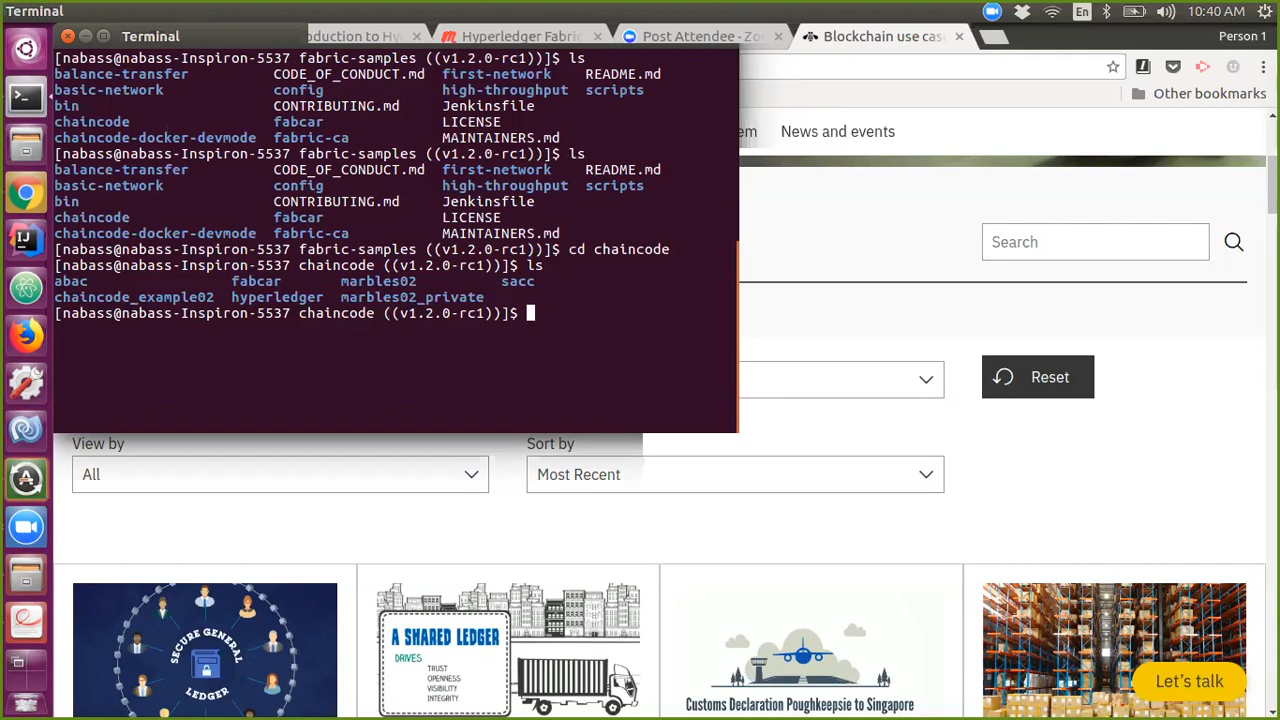 Terminal
En
10:40 AM
Terminal
oduction to Hy
Hyperledger Fabri
Post Attendee - Zo
Blockchain use cas
Person 1
Other bookmarks
[nabass@nabass-Inspiron-5537 fabric-samples ((v1.2.0-rc1)]$ ls
balance-transfer CODE_OF_CONDUCT.md first-network README.md
basic-network config high-throughput scripts
bin CONTRIBUTING.md Jenkinsfile
chaincode fabcar LICENSE
chaincode-docker-devmode fabric-ca MAINTAINERS.md
[nabass@nabass-Inspiron-5537 fabric-samples ((v1.2.0-rc1)]$ ls
balance-transfer CODE_OF_CONDUCT.md first-network README.md
basic-network config high-throughput scripts
bin CONTRIBUTING.md Jenkinsfile
chaincode fabcar LICENSE
chaincode-docker-devmode fabric-ca MAINTAINERS.md
[nabass@nabass-Inspiron-5537 fabric-samples ((v1.2.0-rc1)]$ cd chaincode
[nabass@nabass-Inspiron-5537 chaincode ((v1.2.0-rc1))]$ ls
abac fabcar marbles02 sacc
chaincode_example02 hyperledger marbles02_private
[nabass@nabass-Inspiron-5537 chaincode ((v1.2.0-rc1))]$
em
News and events
Search
Reset
View by
Sort by
All
Most Recent
SECURE GENERAL
LEDGER
A SHARED LEDGER
DRIVES
TRUST
OPENNESS
VISIBILITY
INTEGRITY
Customs Declaration Poughkeepsie to Singapore
Let's talk